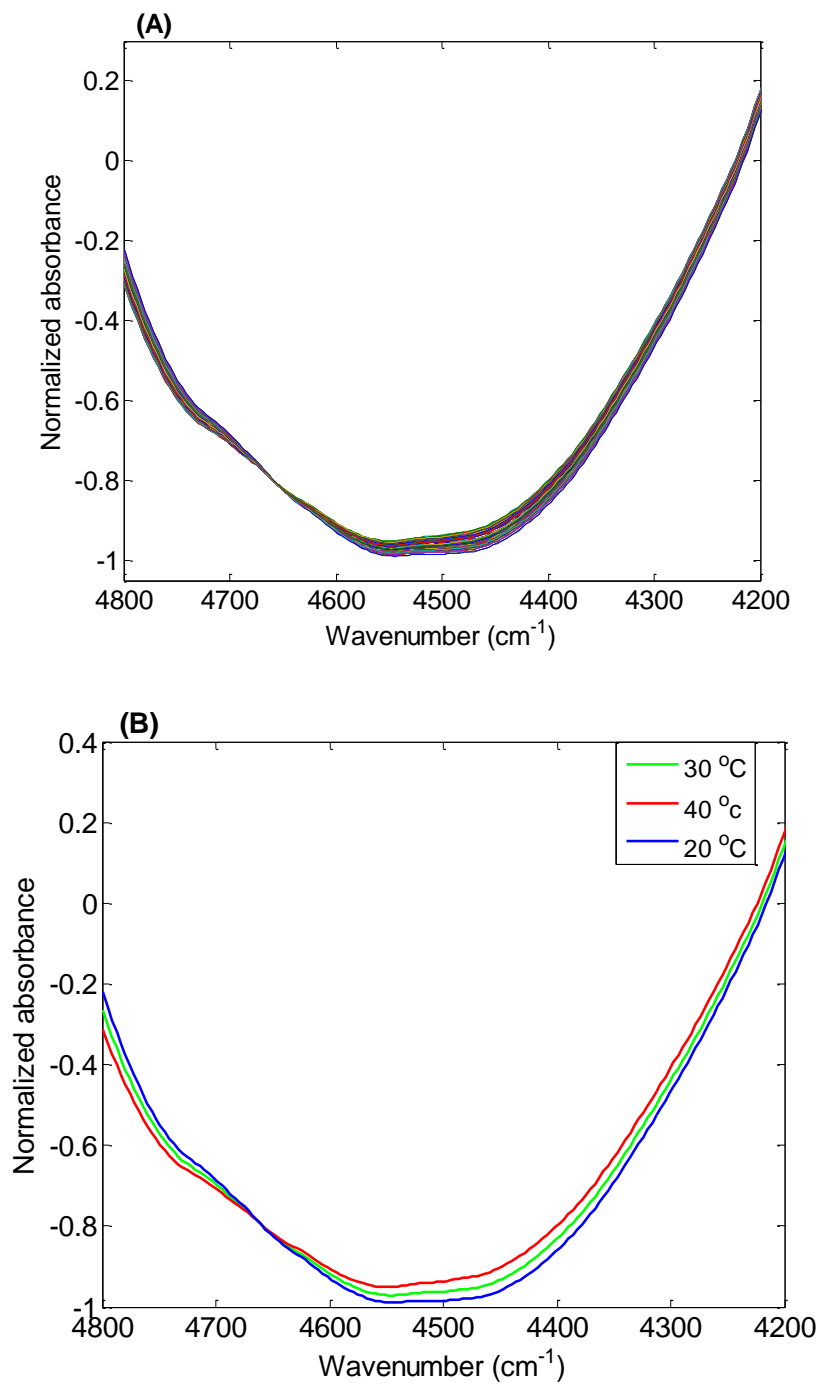 (A)
0.2
0
-0.2
-0.4
-0.6
-0.8
-1
Normalized absorbance
4800 4700 4600 4500 4400 4300 4200
Wavenumber (cm⁻¹)
(B)
0.4
0.2
0
-0.2
-0.4
-0.6
-0.8
-1
Normalized absorbance
30 ᵒC
40 ᵒc
20 ᵒC
4800 4700 4600 4500 4400 4300 4200
Wavenumber (cm⁻¹)